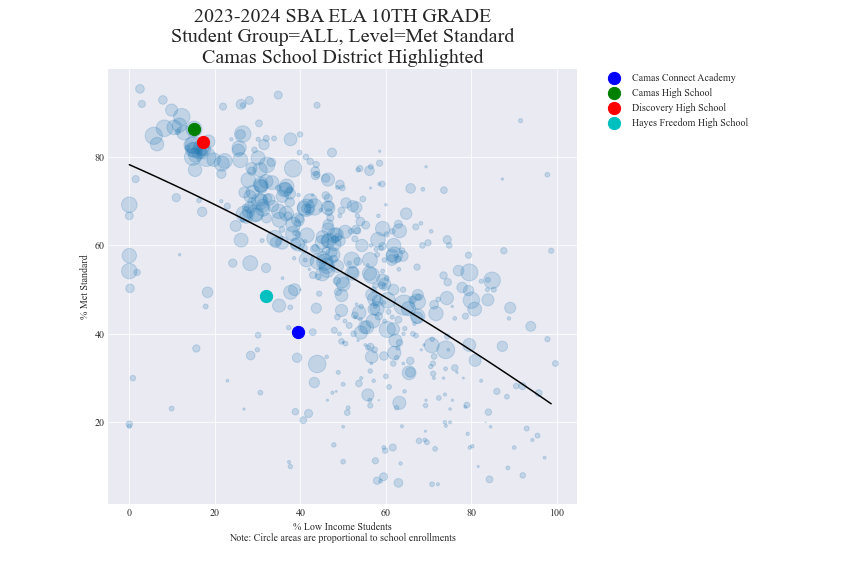 2023-2024 SBA ELA 10TH GRADE
Student Group=ALL, Level=Met Standard
Camas School District Highlighted
Camas Connect Academy
Camas High School
Discovery High School
Hayes Freedom High School
% Met Standard
80
60
40
20
0 20 40 60 80 100
% Low Income Students
Note: Circle areas are proportional to school enrollments